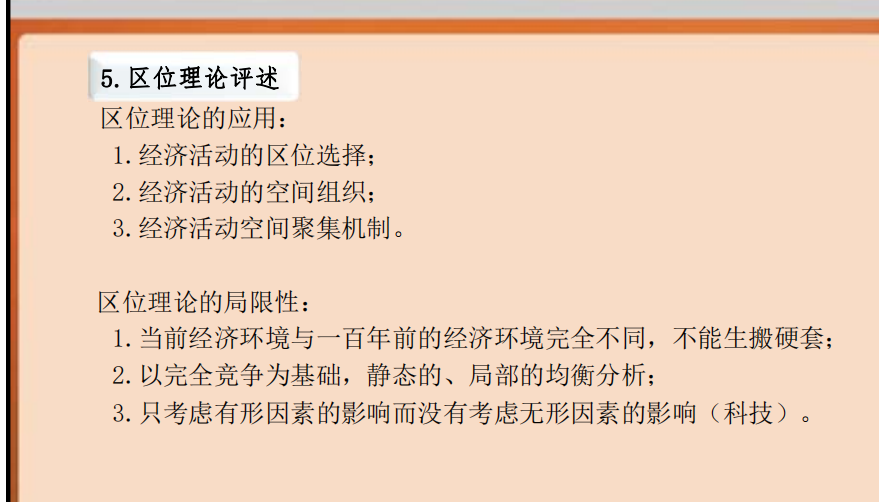 5.区位理论评述
区位理论的应用：
1.经济活动的区位选择；
2.经济活动的空间组织；
3.经济活动空间聚集机制。
区位理论的局限性：
1.当前经济环境与一百年前的经济环境完全不同，不能生搬硬套；
2.以完全竞争为基础，静态的、局部的均衡分析；
3.只考虑有形因素的影响而没有考虑无形因素的影响（科技）。